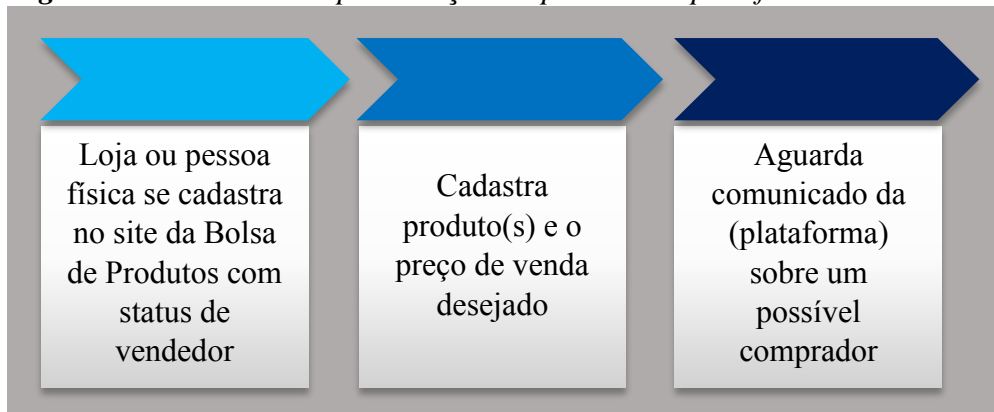 Loja ou pessoa
física se cadastra
no site da Bolsa
de Produtos com
status de
vendedor
Cadastra
produto(s) e o
preço de venda
desejado
Aguarda
comunicado da
(plataforma)
sobre um
possível
comprador